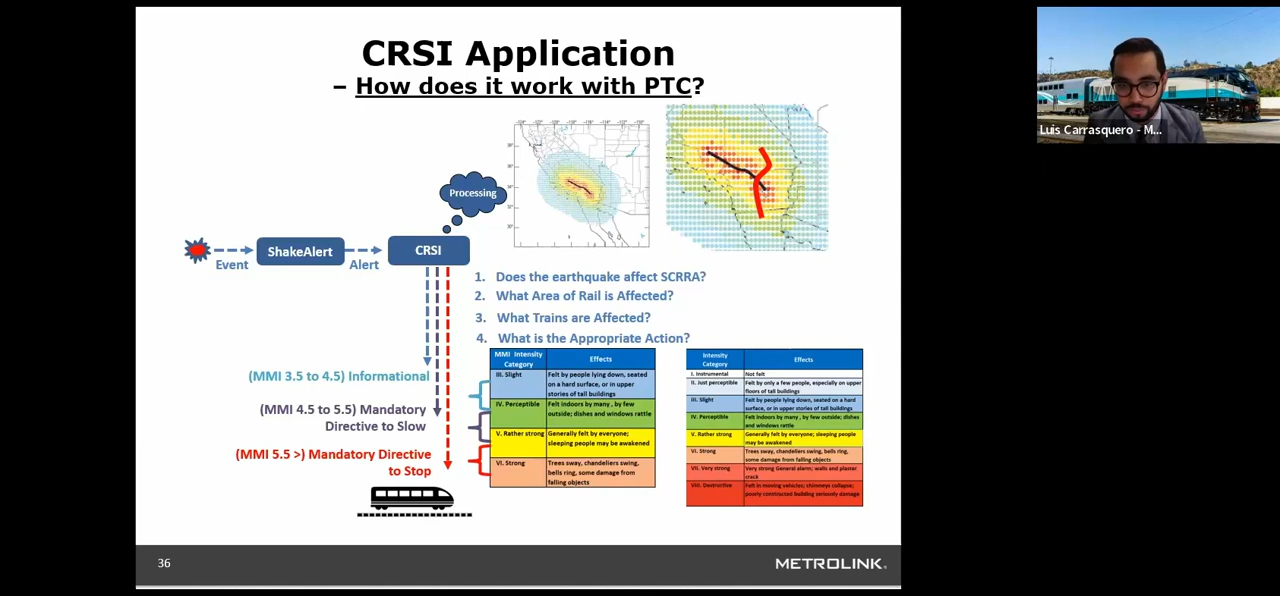 CRSI Application
– How does it work with PTC?
Luis Carrasquero - M...
Processing
ShakeAlert
CRSI
Event
Alert
1. Does the earthquake affect SCRRA?
2. What Area of Rail is Affected?
3. What Trains are Affected?
4. What is the Appropriate Action?
(MMI 3.5 to 4.5) Informational
(MMI 4.5 to 5.5) Mandatory
Directive to Slow
(MMI 5.5 >) Mandatory Directive
to Stop
MMI Intensity
Category
Effects
III. Slight
Felt by people lying down, seated
on a hard surface, or in upper
stories of tall buildings
IV. Perceptible
Felt indoors by many , by few
outside; dishes and windows rattle
V. Rather strong
Generally felt by everyone;
sleeping people may be awakened
VI. Strong
Trees sway, chandeliers swing,
bells ring, some damage from
falling objects
Intensity
Category
Effects
I. Instrumental
Not felt
II. Just perceptible
Felt by only a few people, especially on upper
floors of tall buildings
III. Slight
Felt by people lying down, seated on a hard
surface, or in upper stories of tall buildings
IV. Perceptible
Felt indoors by many , by few outside; dishes
and windows rattle
V. Rather strong
Generally felt by everyone; sleeping people
may be awakened
VI. Strong
Trees sway, chandeliers swing, bells ring,
some damage from falling objects
VII. Very strong
Very strong General alarm; walls and plaster
crack
VIII. Destructive
Felt in moving vehicles; chimneys collapse;
poorly constructed building seriously damage
36
METROLINK.